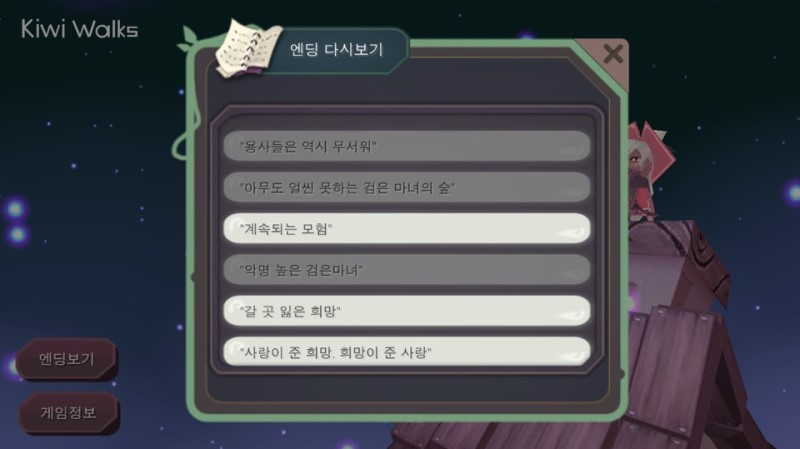 Kiwi Walks
엔딩 다시보기
"용사들은 역시 무서워"
"아무도 얼씬 못하는 검은 마녀의 숲"
"계속되는 모험"
"악명 높은 검은마녀"
"갈 곳 잃은 희망"
"사랑이 준 희망, 희망이 준 사랑"
엔딩보기
게임정보